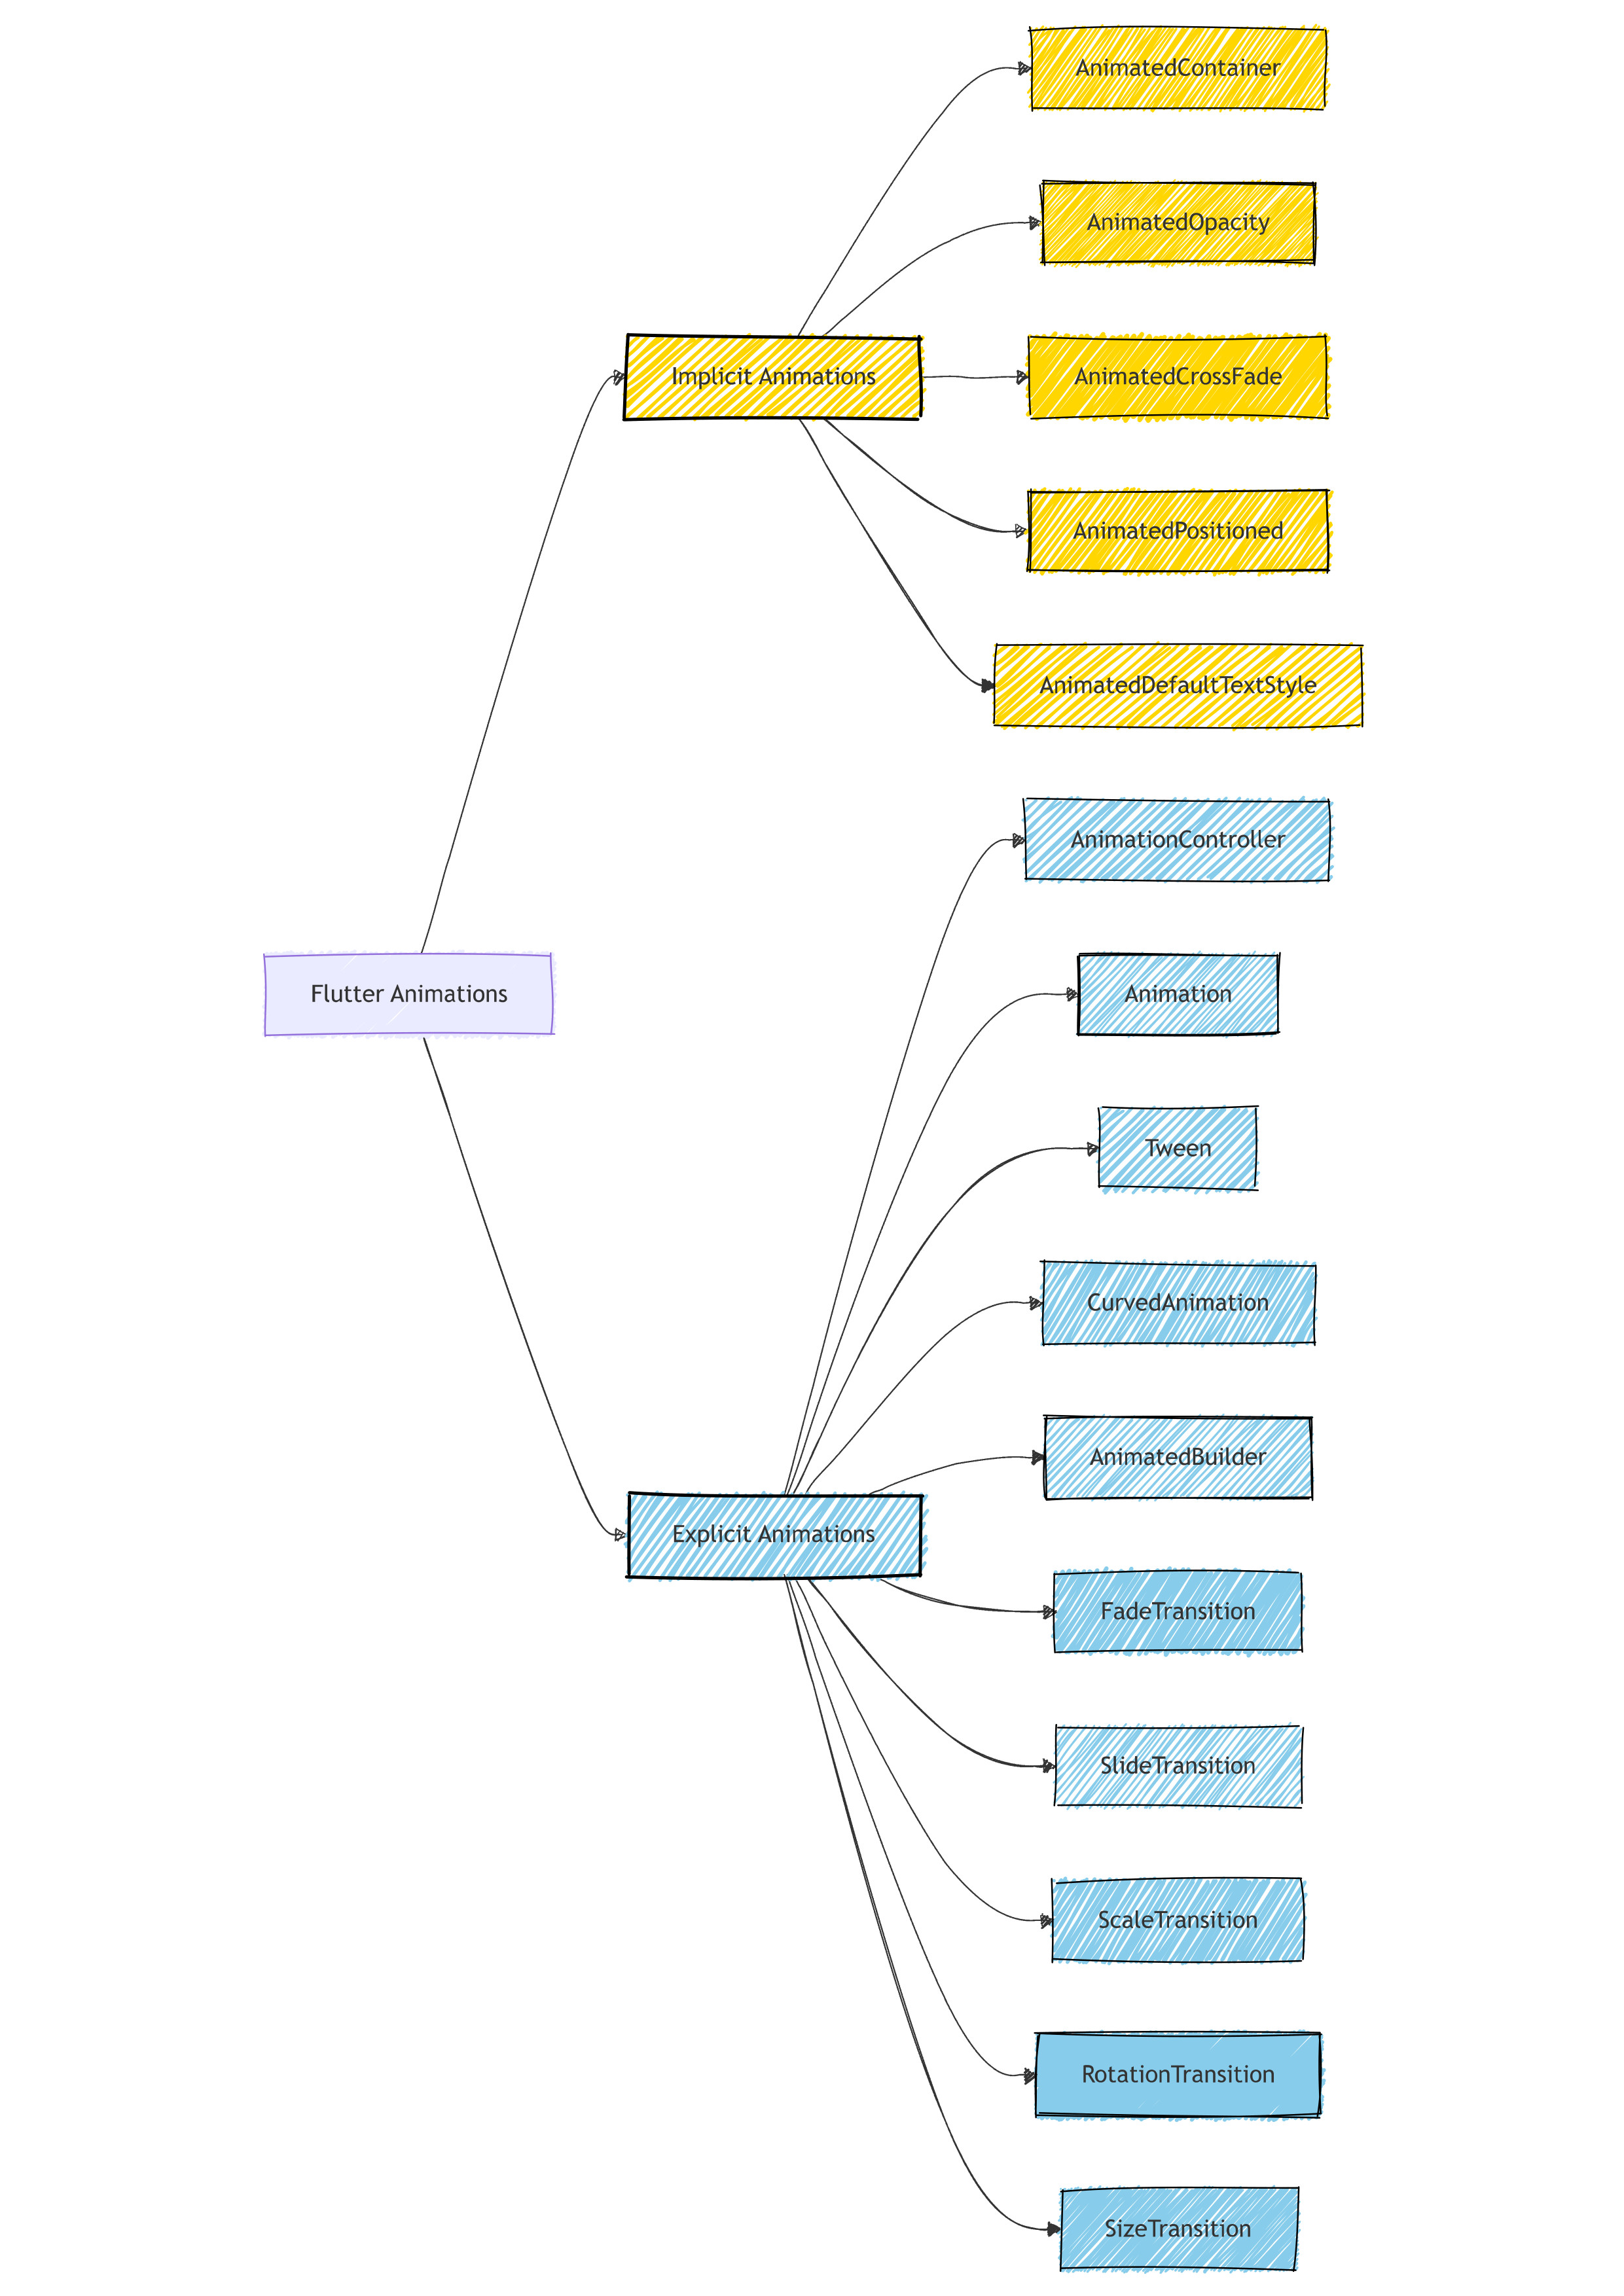 Flutter Animations
Implicit Animations
AnimatedContainer
AnimatedOpacity
AnimatedCrossFade
AnimatedPositioned
AnimatedDefaultTextStyle
Explicit Animations
AnimationController
Animation
Tween
CurvedAnimation
AnimatedBuilder
FadeTransition
SlideTransition
ScaleTransition
RotationTransition
SizeTransition